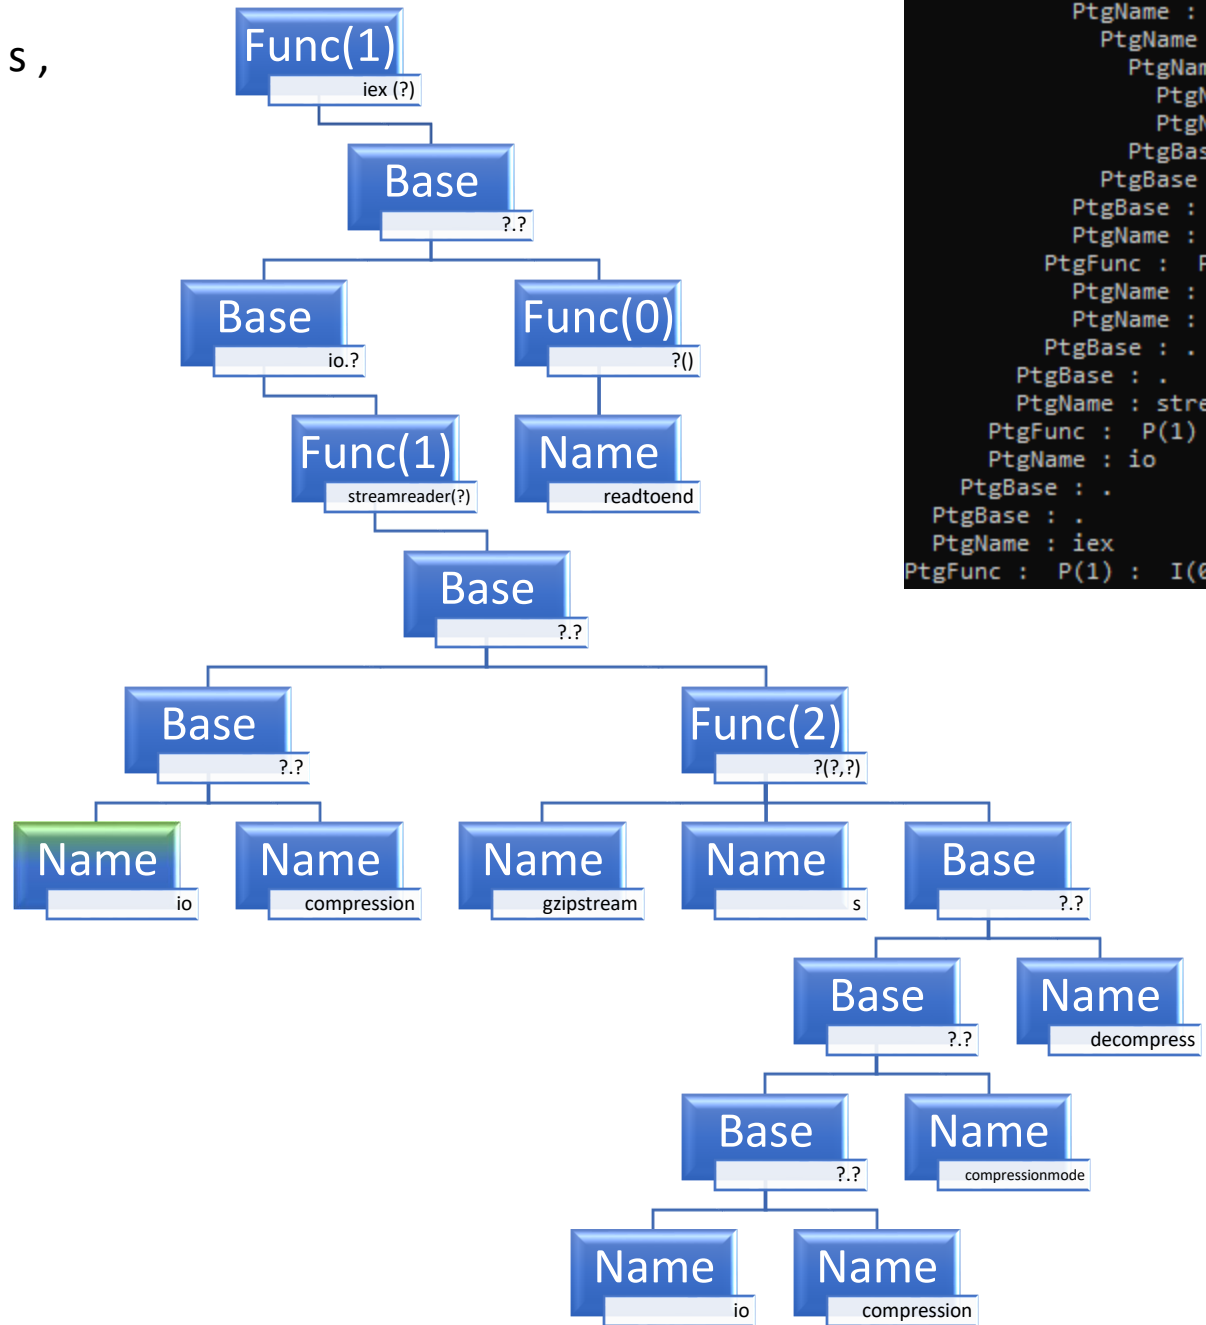 s,
Func(1)
iex (?)
Base
?.?
Base
io.?
Func(0)
?()
Func(1)
streamreader(?)
Name
readtoend
Base
?.?
Base
?.?
Func(2)
?(?,?)
Name
io
Name
compression
Name
gzipstream
Name
s
Base
?.?
Base
?.?
Name
decompress
Base
?.?
Name
compressionmode
Name
io
Name
compression
PtgName :
PtgName
PtgBase
PtgBase :
PtgName :
PtgFunc :
PtgName :
PtgName :
PtgBase : .
PtgBase : .
PtgName :
PtgFunc : P(1)
PtgName : io
PtgBase : .
PtgBase : .
PtgName : iex
PtgFunc : P(1) :